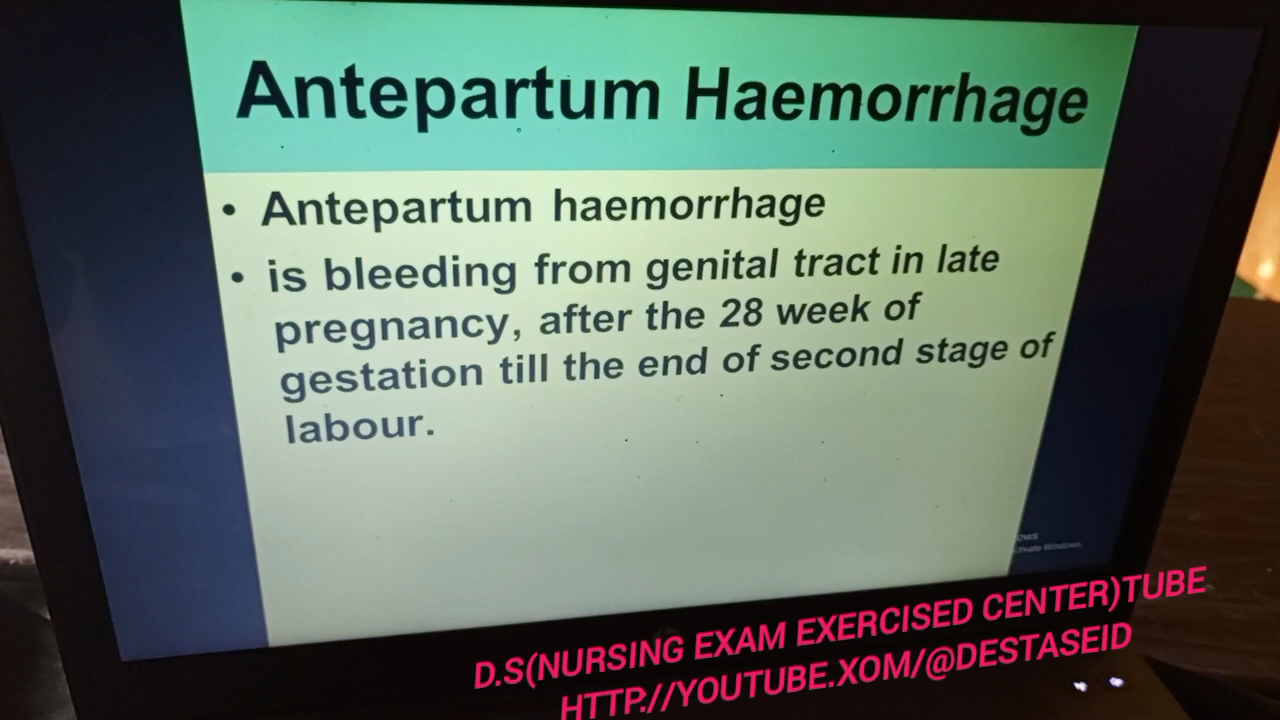 Antepartum Haemorrhage
• Antepartum haemorrhage
• is bleeding from genital tract in late
pregnancy, after the 28 week of
gestation till the end of second stage of
labour.
D.S(NURSING EXAM EXERCISED CENTER)TUBE
HTTP.//YOUTUBE.XOM/@DESTASEID